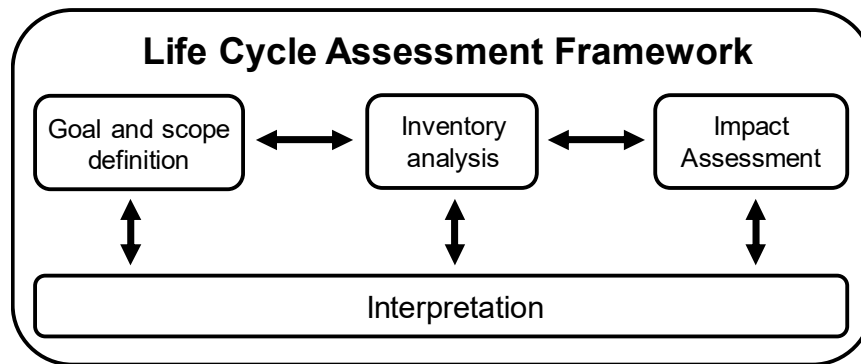 Life Cycle Assessment Framework
Goal and scope
definition
Inventory
analysis
Impact
Assessment
Interpretation